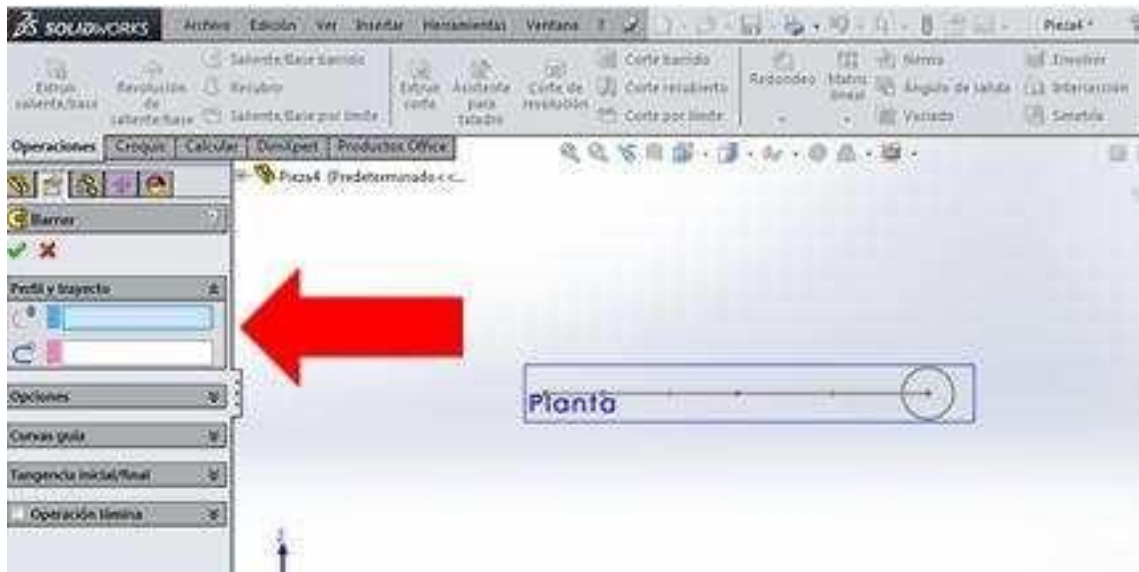 SOLIDWORKS Archivo Edición Ver Insertar Herramientas Ventana ? Pieza4 *
Extruir saliente/base
Revolución de saliente/base
Saliente/Base barrido
Recubrir
Saliente/Base por límite
Extruir corte
Asistente para taladro
Corte de revolución
Corte barrido
Corte recubierto
Corte por límite
Redondeo
Matriz lineal
Nervio
Ángulo de salida
Vaciado
Envolver
Intersección
Simetría
Operaciones Croquis Calcular DimXpert Productos Office
Pieza4 (Predeterminado<<...
Barrer ?
Perfil y trayecto
Opciones
Curvas guía
Tangencia inicial/final
Operación lámina
Planta